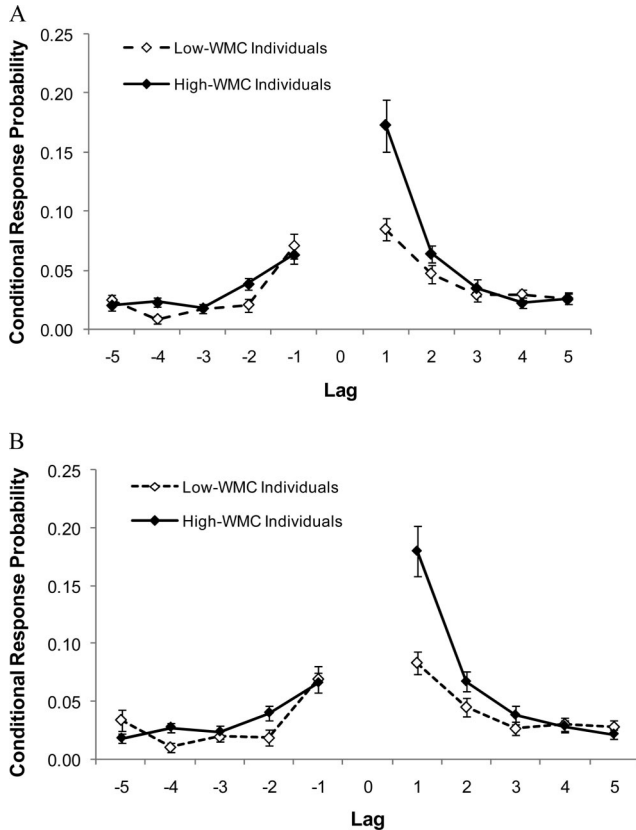 A
Conditional Response Probability
0.25
0.20
0.15
0.10
0.05
0.00
Low-WMC Individuals
High-WMC Individuals
-5 -4 -3 -2 -1 0 1 2 3 4 5
Lag
B
Conditional Response Probability
0.25
0.20
0.15
0.10
0.05
0.00
Low-WMC Individuals
High-WMC Individuals
-5 -4 -3 -2 -1 0 1 2 3 4 5
Lag